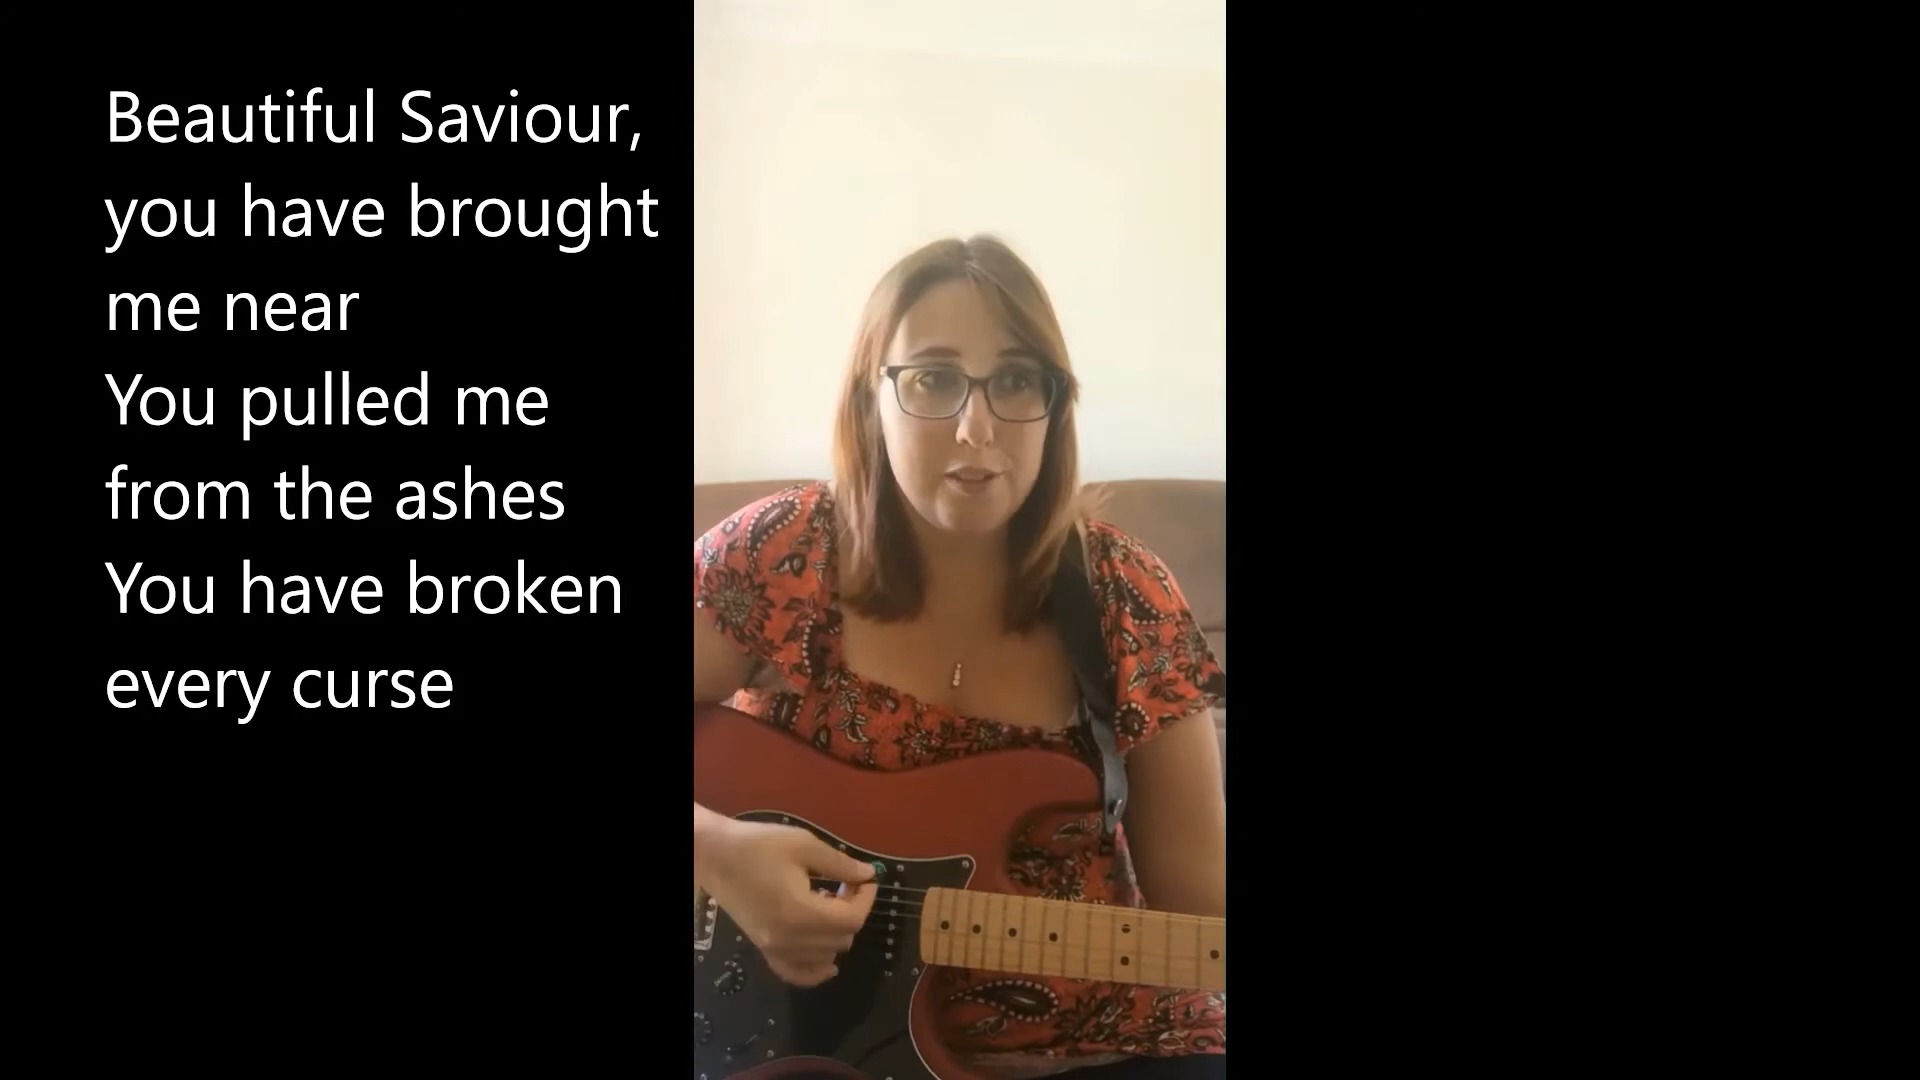 Beautiful Saviour,
you have brought
me near
You pulled me
from the ashes
You have broken
every curse